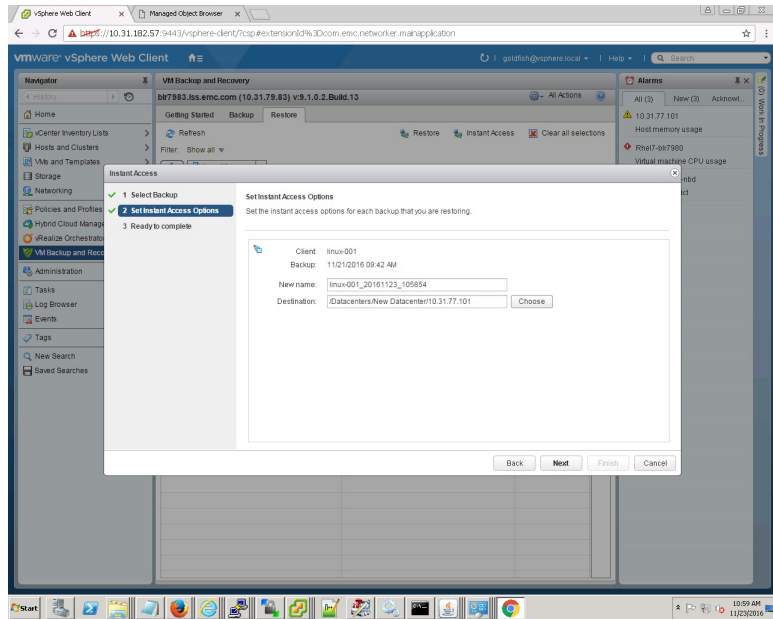 vSphere Web Client
Managed Object Browser
https://10.31.182.57:9443/vsphere-client/?csp#extensionId%3Dcom.emc.networker.mainapplication
vmware vSphere Web Client
goldfish@vsphere.local
Help
Search
Navigator
History
Home
vCenter Inventory Lists
Hosts and Clusters
VMs and Templates
Storage
Networking
Policies and Profiles
Hybrid Cloud Manage
vRealize Orchestrator
VM Backup and Reco
Administration
Tasks
Log Browser
Events
Tags
New Search
Saved Searches
VM Backup and Recovery
blr7983.lss.emc.com (10.31.79.83) v:9.1.0.2.Build.13
All Actions
Getting Started Backup Restore
Refresh
Restore Instant Access Clear all selections
Filter: Show all
Alarms
All (3) New (3) Acknowl...
10.31.77.101
Host memory usage
Rhel7-blr7980
Virtual machine CPU usage
(0) Work In Progress
Instant Access
1 Select Backup
2 Set Instant Access Options
3 Ready to complete
Set Instant Access Options
Set the instant access options for each backup that you are restoring.
Client: linux-001
Backup: 11/21/2016 09:42 AM
New name: linux-001_20161123_105854
Destination: /Datacenters/New Datacenter/10.31.77.101 Choose
Back Next Finish Cancel
Start
10:59 AM
11/23/2016